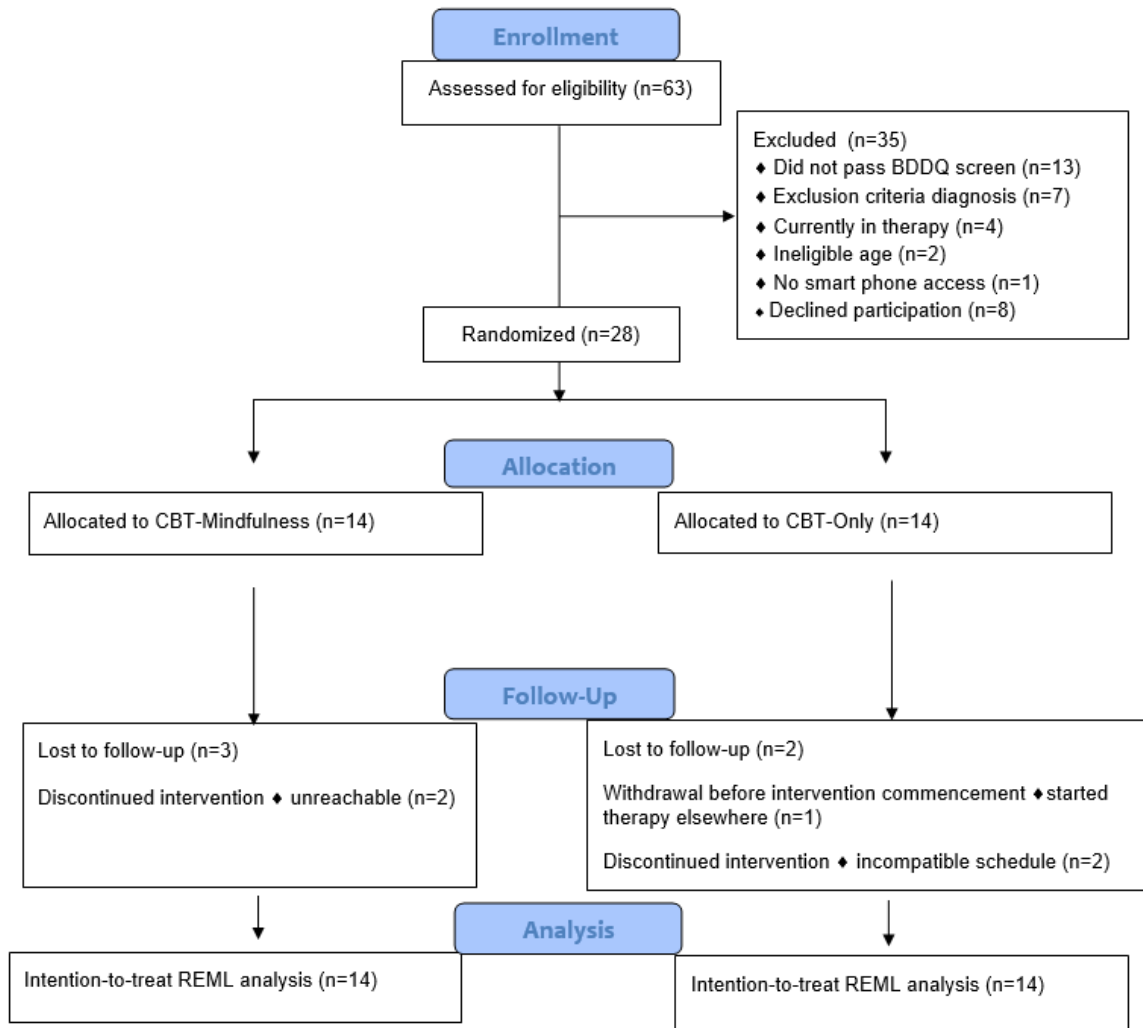 Enrollment
Assessed for eligibility (n=63)
Excluded (n=35)
♦ Did not pass BDDQ screen (n=13)
♦ Exclusion criteria diagnosis (n=7)
♦ Currently in therapy (n=4)
♦ Ineligible age (n=2)
♦ No smart phone access (n=1)
♦ Declined participation (n=8)
Randomized (n=28)
Allocation
Allocated to CBT-Mindfulness (n=14)
Allocated to CBT-Only (n=14)
Follow-Up
Lost to follow-up (n=3)
Discontinued intervention ♦ unreachable (n=2)
Lost to follow-up (n=2)
Withdrawal before intervention commencement ♦started
therapy elsewhere (n=1)
Discontinued intervention ♦ incompatible schedule (n=2)
Analysis
Intention-to-treat REML analysis (n=14)
Intention-to-treat REML analysis (n=14)